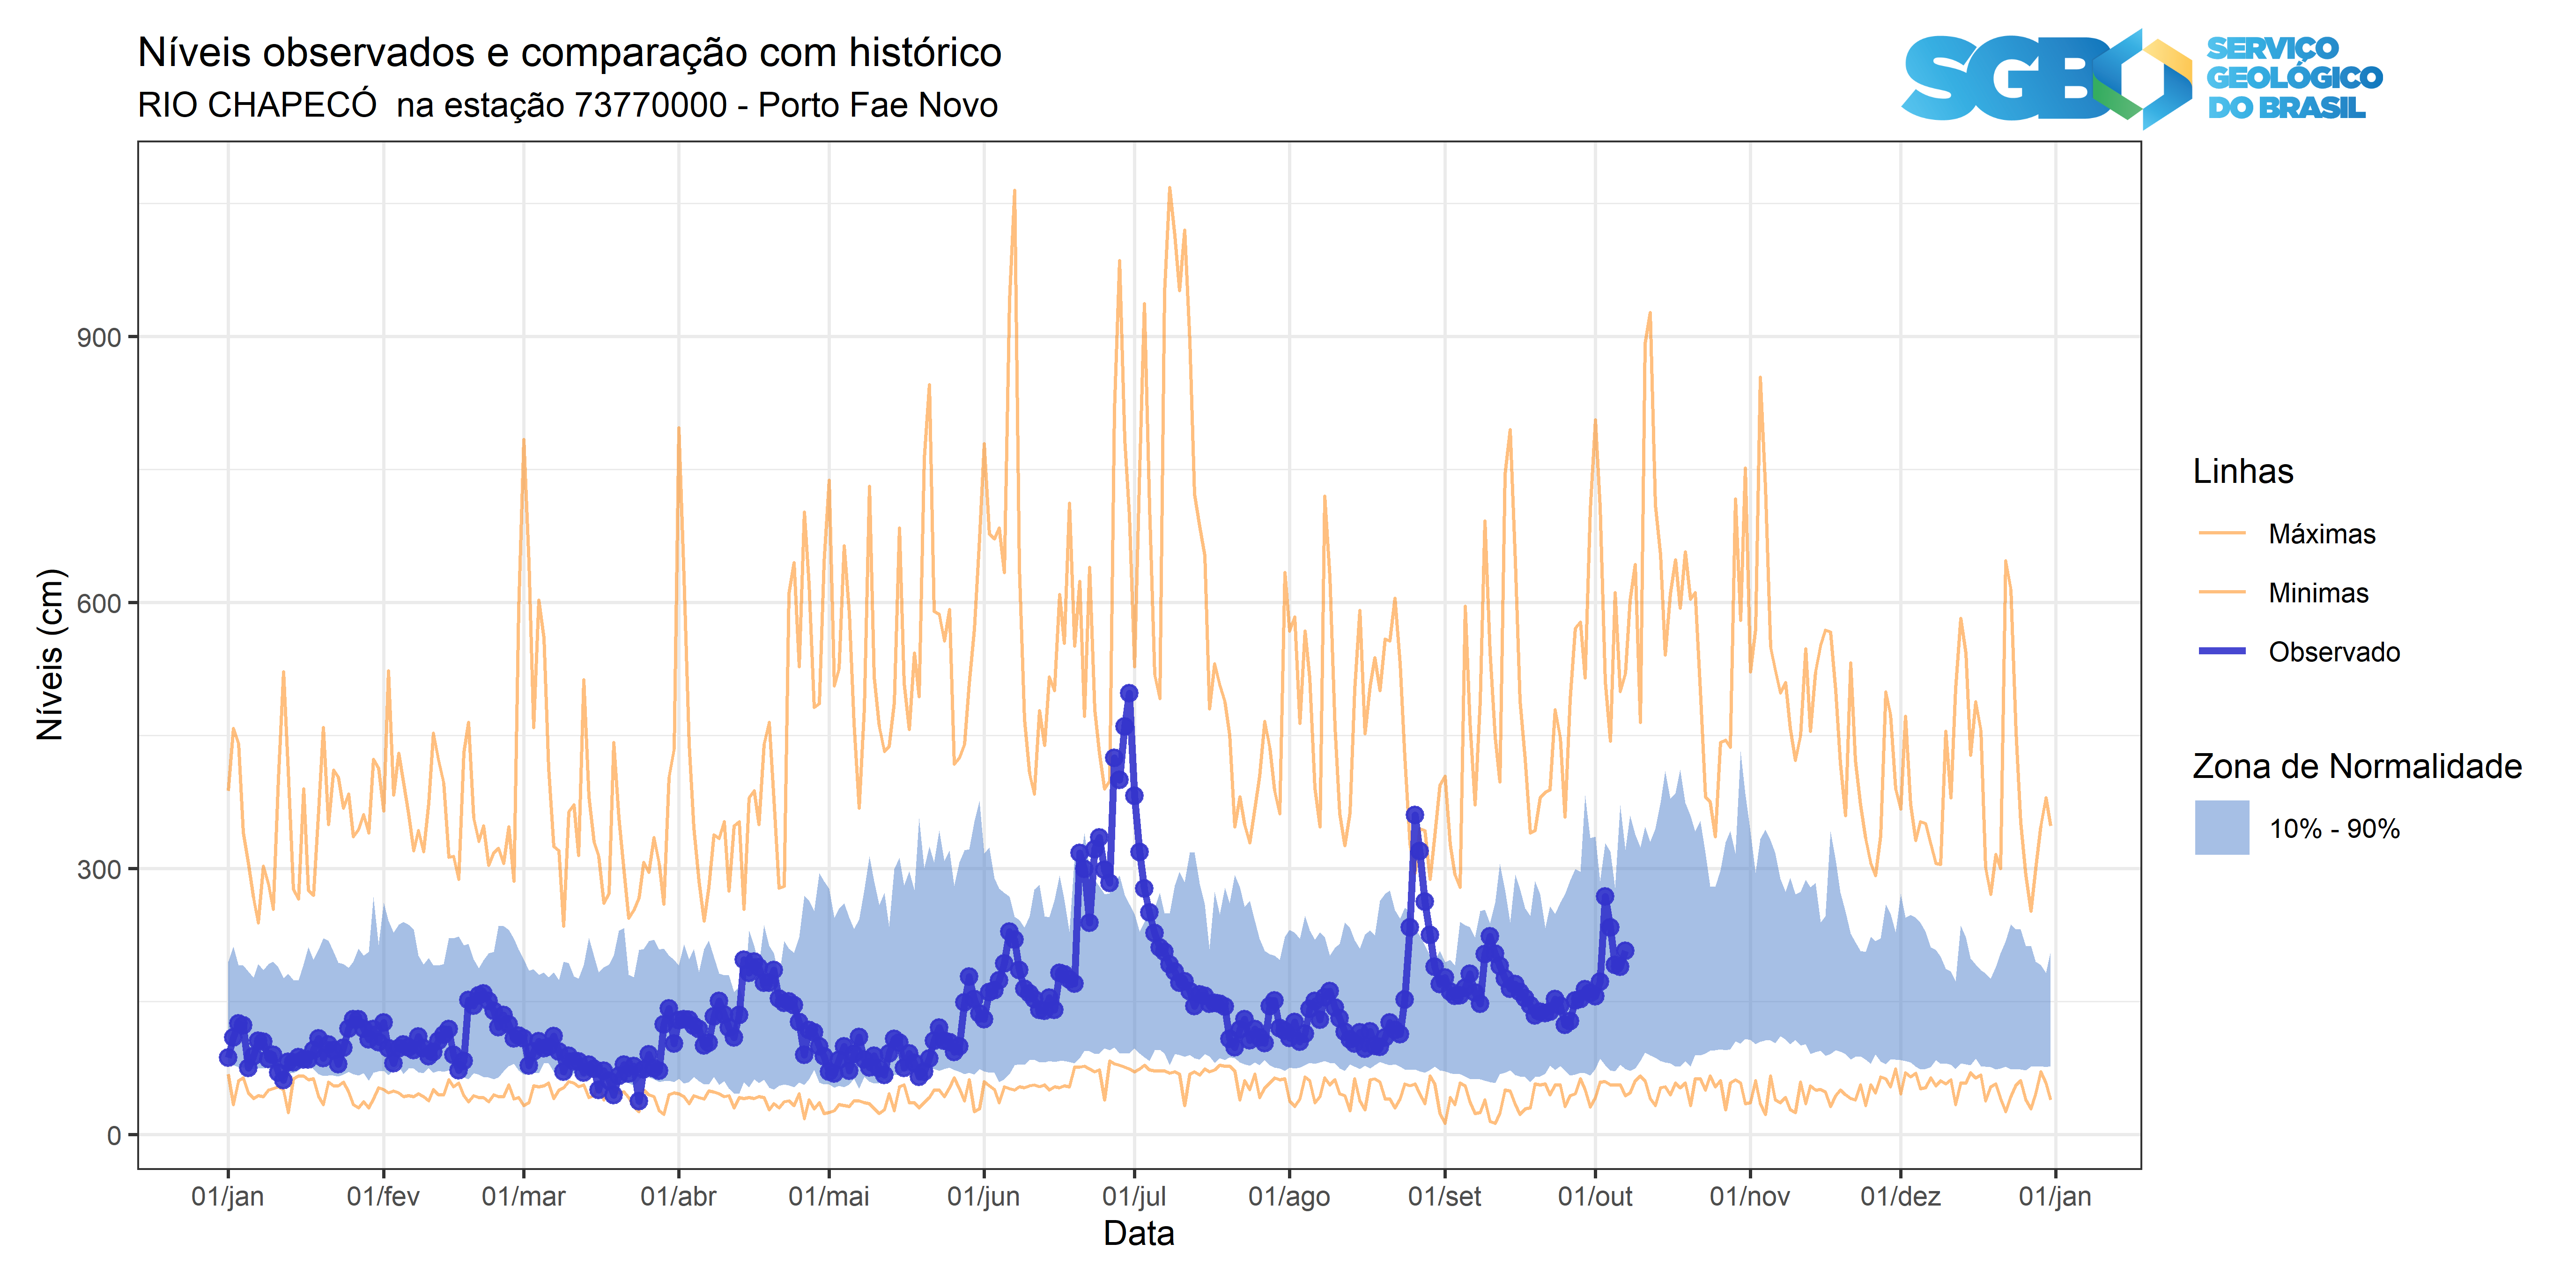 Níveis observados e comparação com histórico
RIO CHAPECÓ  na estação 73770000 - Porto Fae Novo
SGB
SERVIÇO
GEOLÓGICO
DO BRASIL
Níveis (cm)
900
600
300
0
01/jan
01/fev
01/mar
01/abr
01/mai
01/jun
01/jul
01/ago
01/set
01/out
01/nov
01/dez
01/jan
Data
Linhas
Máximas
Minimas
Observado
Zona de Normalidade
10% - 90%